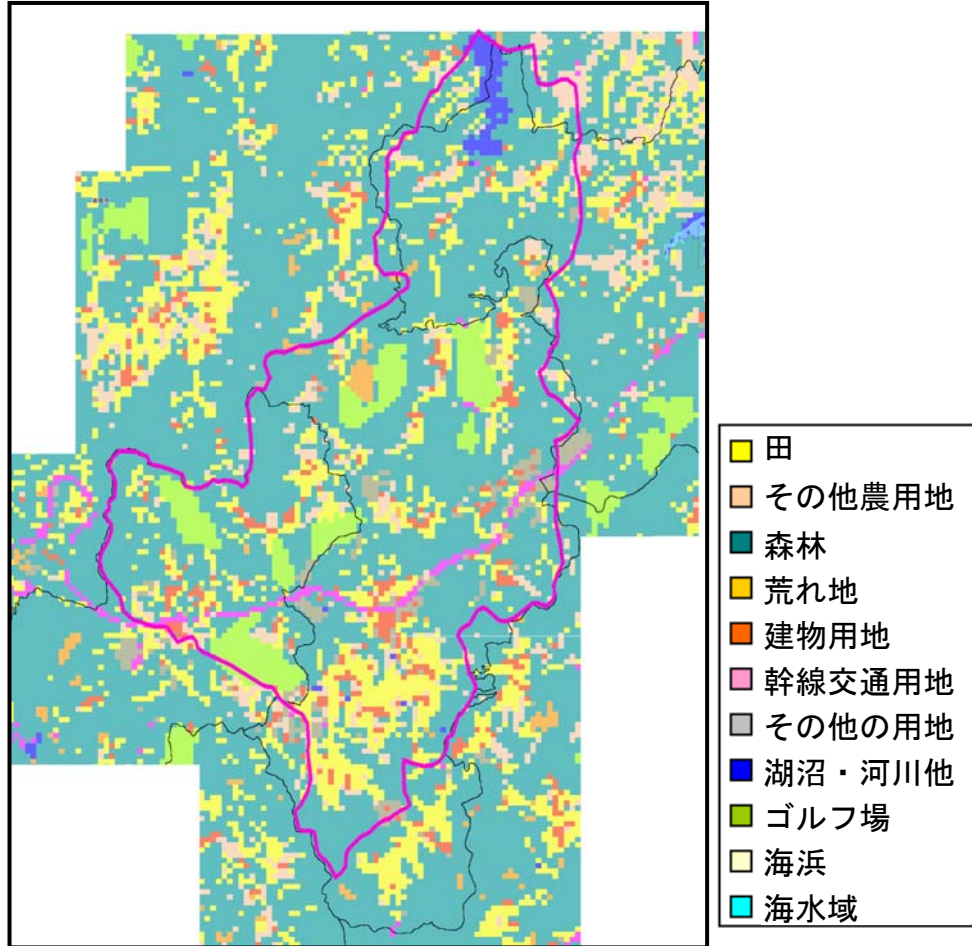 田
その他農用地
森林
荒れ地
建物用地
幹線交通用地
その他の用地
湖沼・河川他
ゴルフ場
海浜
海水域